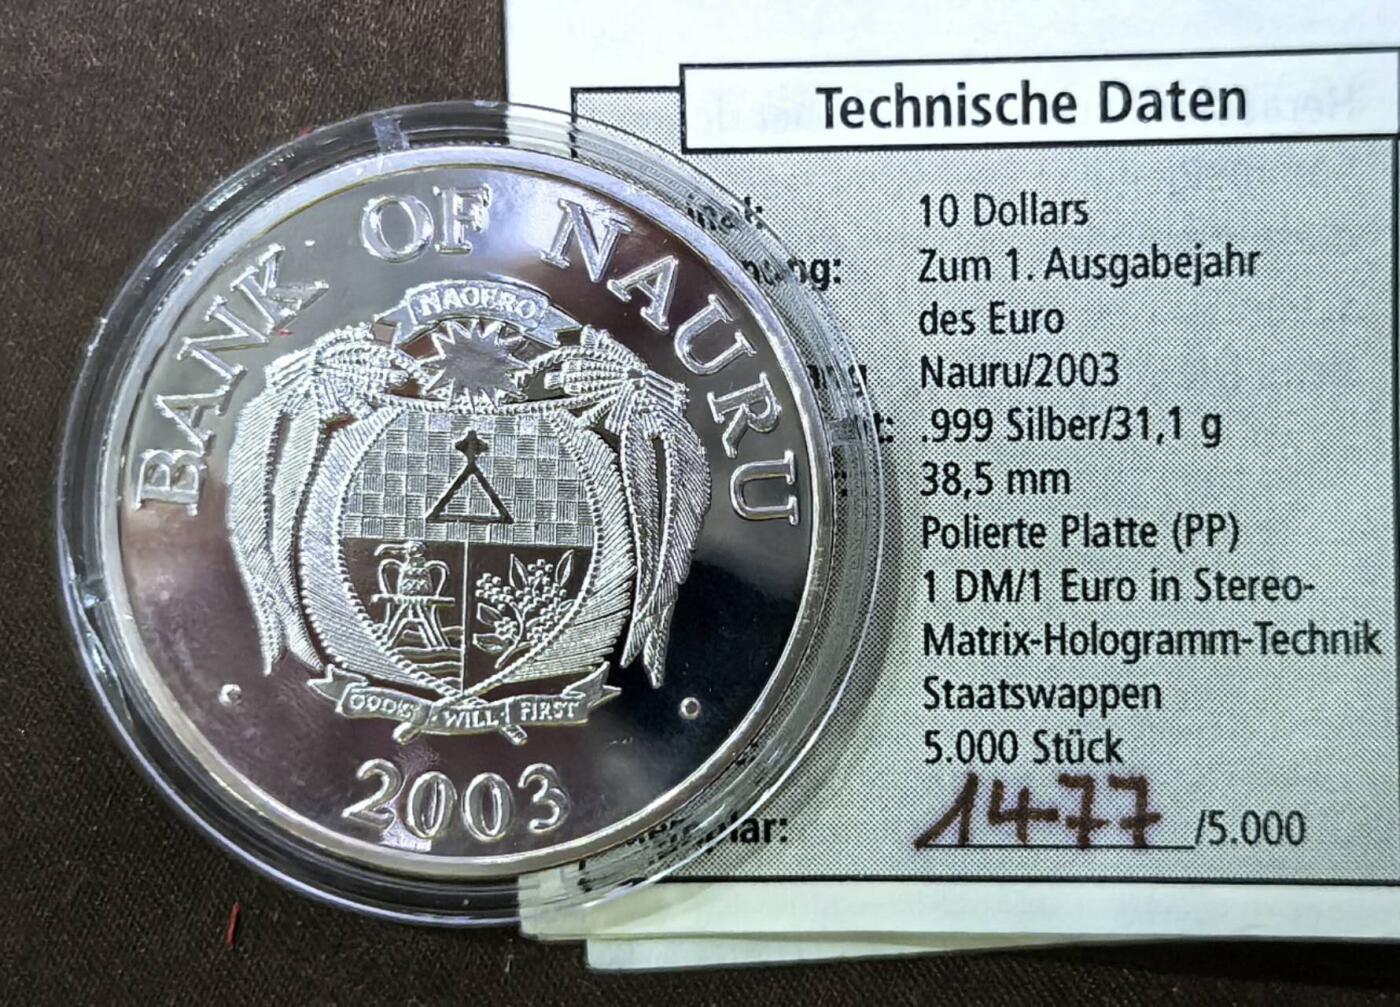 BANK OF NAURU
NAOERO
GOD'S WILL FIRST
2003
Technische Daten
10 Dollars
Zum 1. Ausgabejahr
des Euro
Nauru/2003
.999 Silber/31,1 g
38,5 mm
Polierte Platte (PP)
1 DM/1 Euro in Stereo-
Matrix-Hologramm-Technik
Staatswappen
5.000 Stück
1477 /5.000